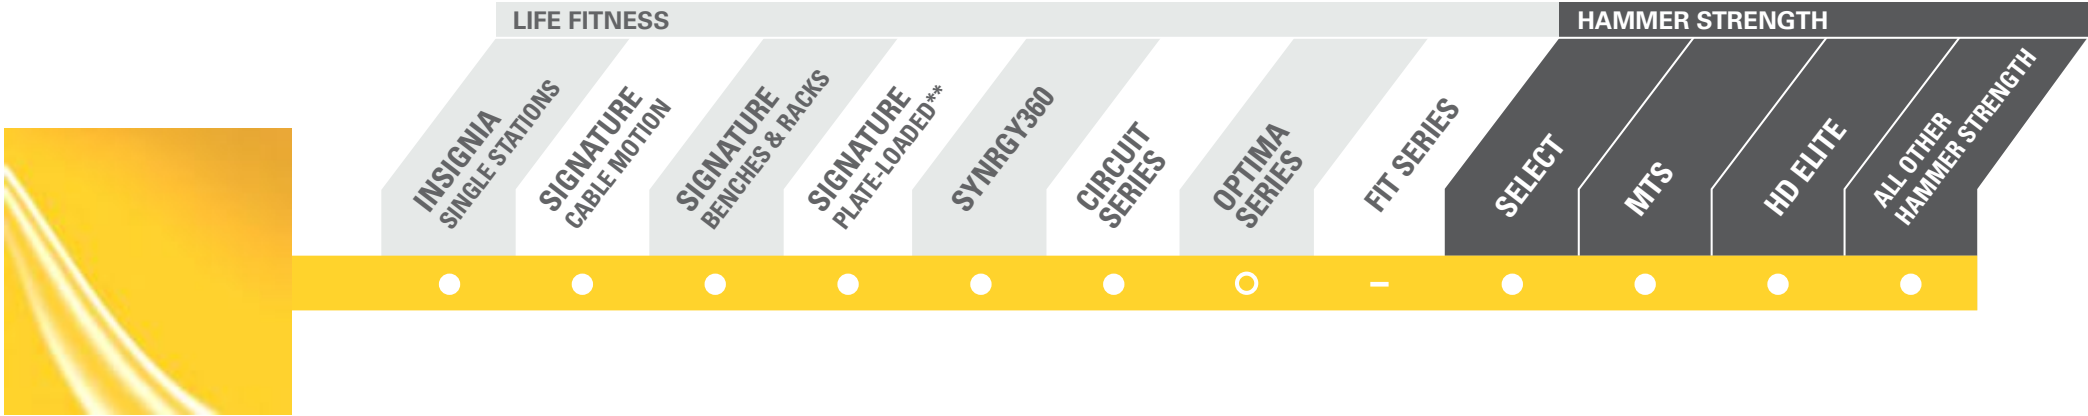 LIFE FITNESS
HAMMER STRENGTH
INSIGNIA
SINGLE STATIONS
SIGNATURE
CABLE MOTION
SIGNATURE
BENCHES & RACKS
SIGNATURE
PLATE-LOADED**
SYNRGY360
CIRCUIT
SERIES
OPTIMA
SERIES
FIT SERIES
SELECT
MTS
HD ELITE
ALL OTHER
HAMMER STRENGTH